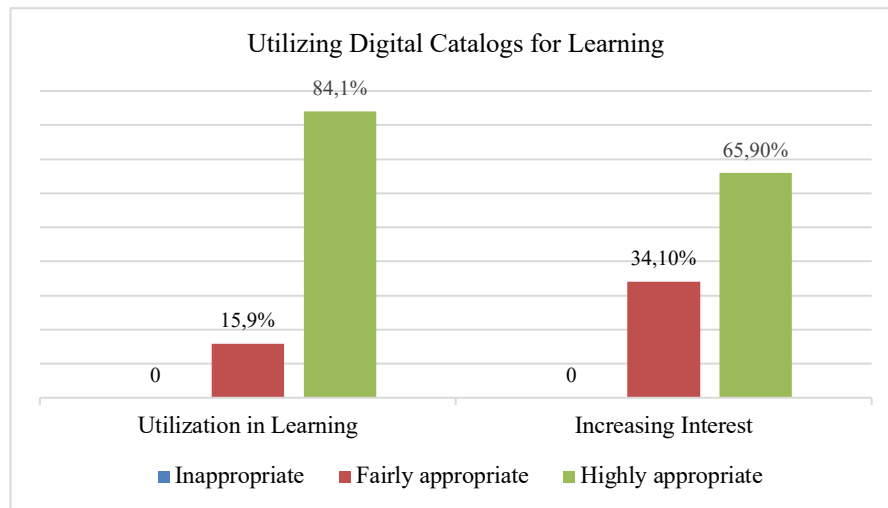 Utilizing Digital Catalogs for Learning
84,1%
65,90%
34,10%
15,9%
0
0
Utilization in Learning
Increasing Interest
Inappropriate
Fairly appropriate
Highly appropriate